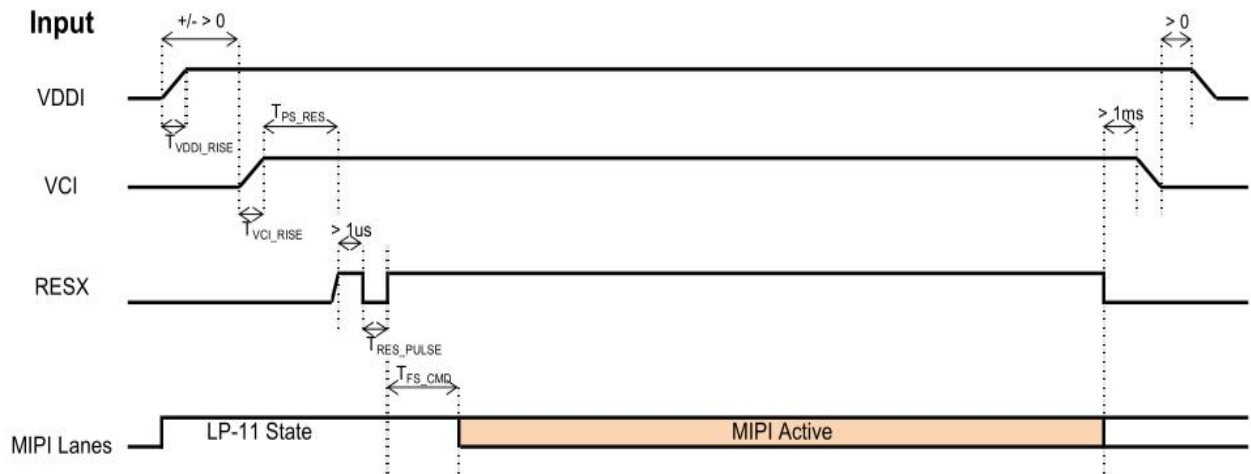 Input
+/- > 0
> 0
VDDI
T_VDDI_RISE
T_PS_RES
> 1ms
VCI
T_VCI_RISE
> 1us
RESX
T_RES_PULSE
T_FS_CMD
MIPI Lanes
LP-11 State
MIPI Active